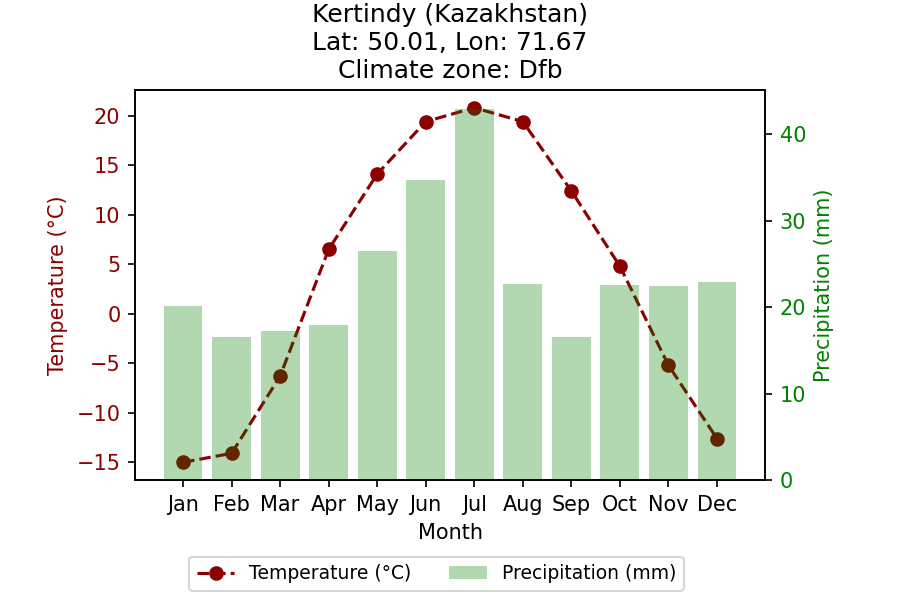 Kertindy (Kazakhstan)
Lat: 50.01, Lon: 71.67
Climate zone: Dfb
Temperature (°C)
20
15
10
5
0
−5
−10
−15
40
30
20
10
0
Precipitation (mm)
Jan Feb Mar Apr May Jun Jul Aug Sep Oct Nov Dec
Month
Temperature (°C) Precipitation (mm)